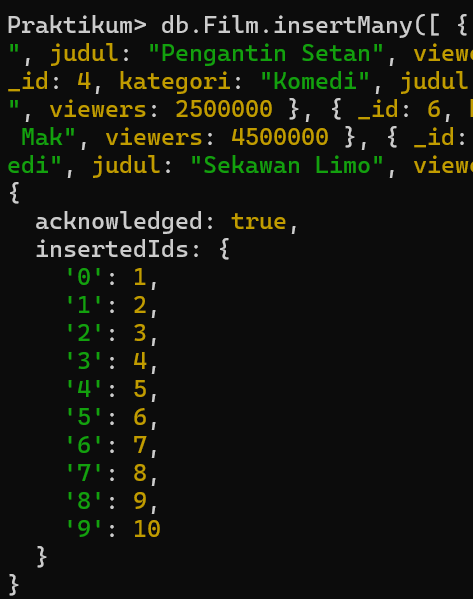 Praktikum> db.Film.insertMany([ {
", judul: "Pengantin Setan", viewe
_id: 4, kategori: "Komedi", judul
", viewers: 2500000 }, { _id: 6, k
Mak", viewers: 4500000 }, { _id:
edi", judul: "Sekawan Limo", viewe
{
  acknowledged: true,
  insertedIds: {
    '0': 1,
    '1': 2,
    '2': 3,
    '3': 4,
    '4': 5,
    '5': 6,
    '6': 7,
    '7': 8,
    '8': 9,
    '9': 10
  }
}